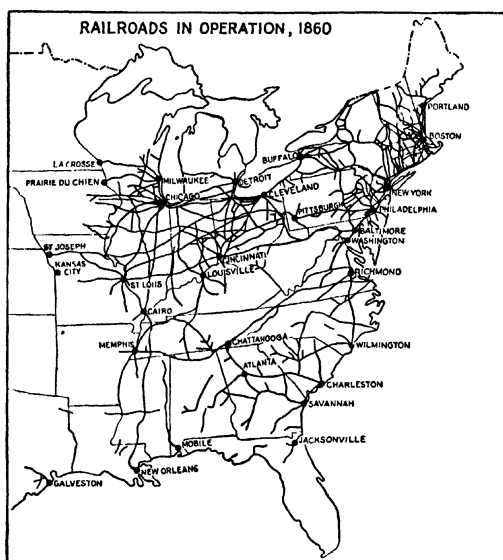 RAILROADS IN OPERATION, 1860
PORTLAND
BOSTON
BUFFALO
LA CROSSE
MILWAUKEE
DETROIT
PRAIRIE DU CHIEN
CLEVELAND
NEW YORK
CHICAGO
PITTSBURGH
PHILADELPHIA
BALTIMORE
WASHINGTON
ST JOSEPH
CINCINNATI
KANSAS
CITY
LOUISVILLE
RICHMOND
ST LOUIS
CAIRO
CHATTAHOOGA
WILMINGTON
MEMPHIS
ATLANTA
CHARLESTON
SAVANNAH
MOBILE
JACKSONVILLE
NEW ORLEANS
GALVESTON